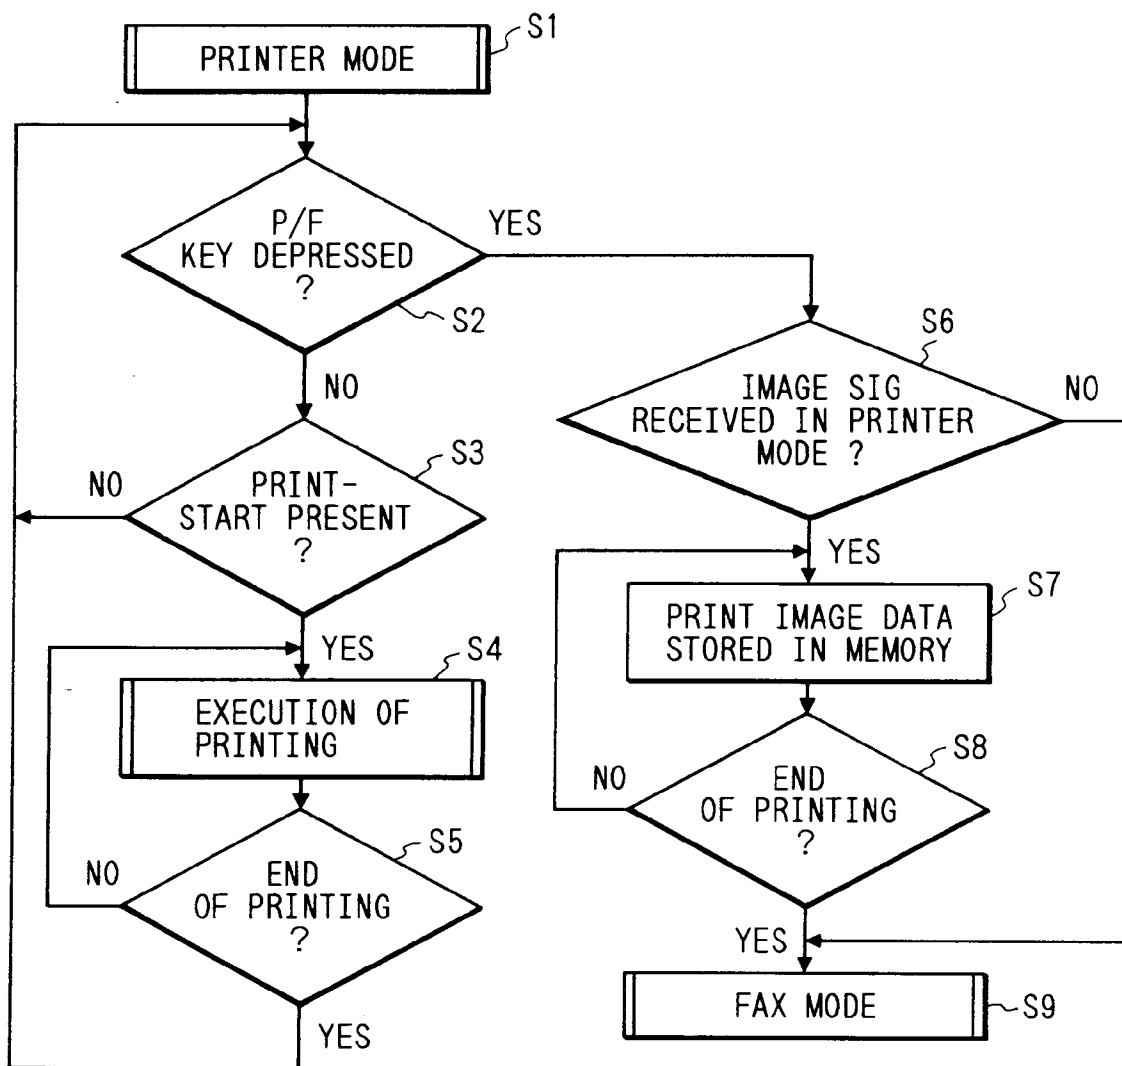 PRINTER MODE
S1
P/F
KEY DEPRESSED
?
YES
S2
NO
S3
PRINT-
START PRESENT
?
NO
YES
S4
EXECUTION OF
PRINTING
S5
END
OF PRINTING
?
NO
YES
S6
IMAGE SIG
RECEIVED IN PRINTER
MODE ?
NO
YES
S7
PRINT IMAGE DATA
STORED IN MEMORY
S8
END
OF PRINTING
?
NO
YES
FAX MODE
S9